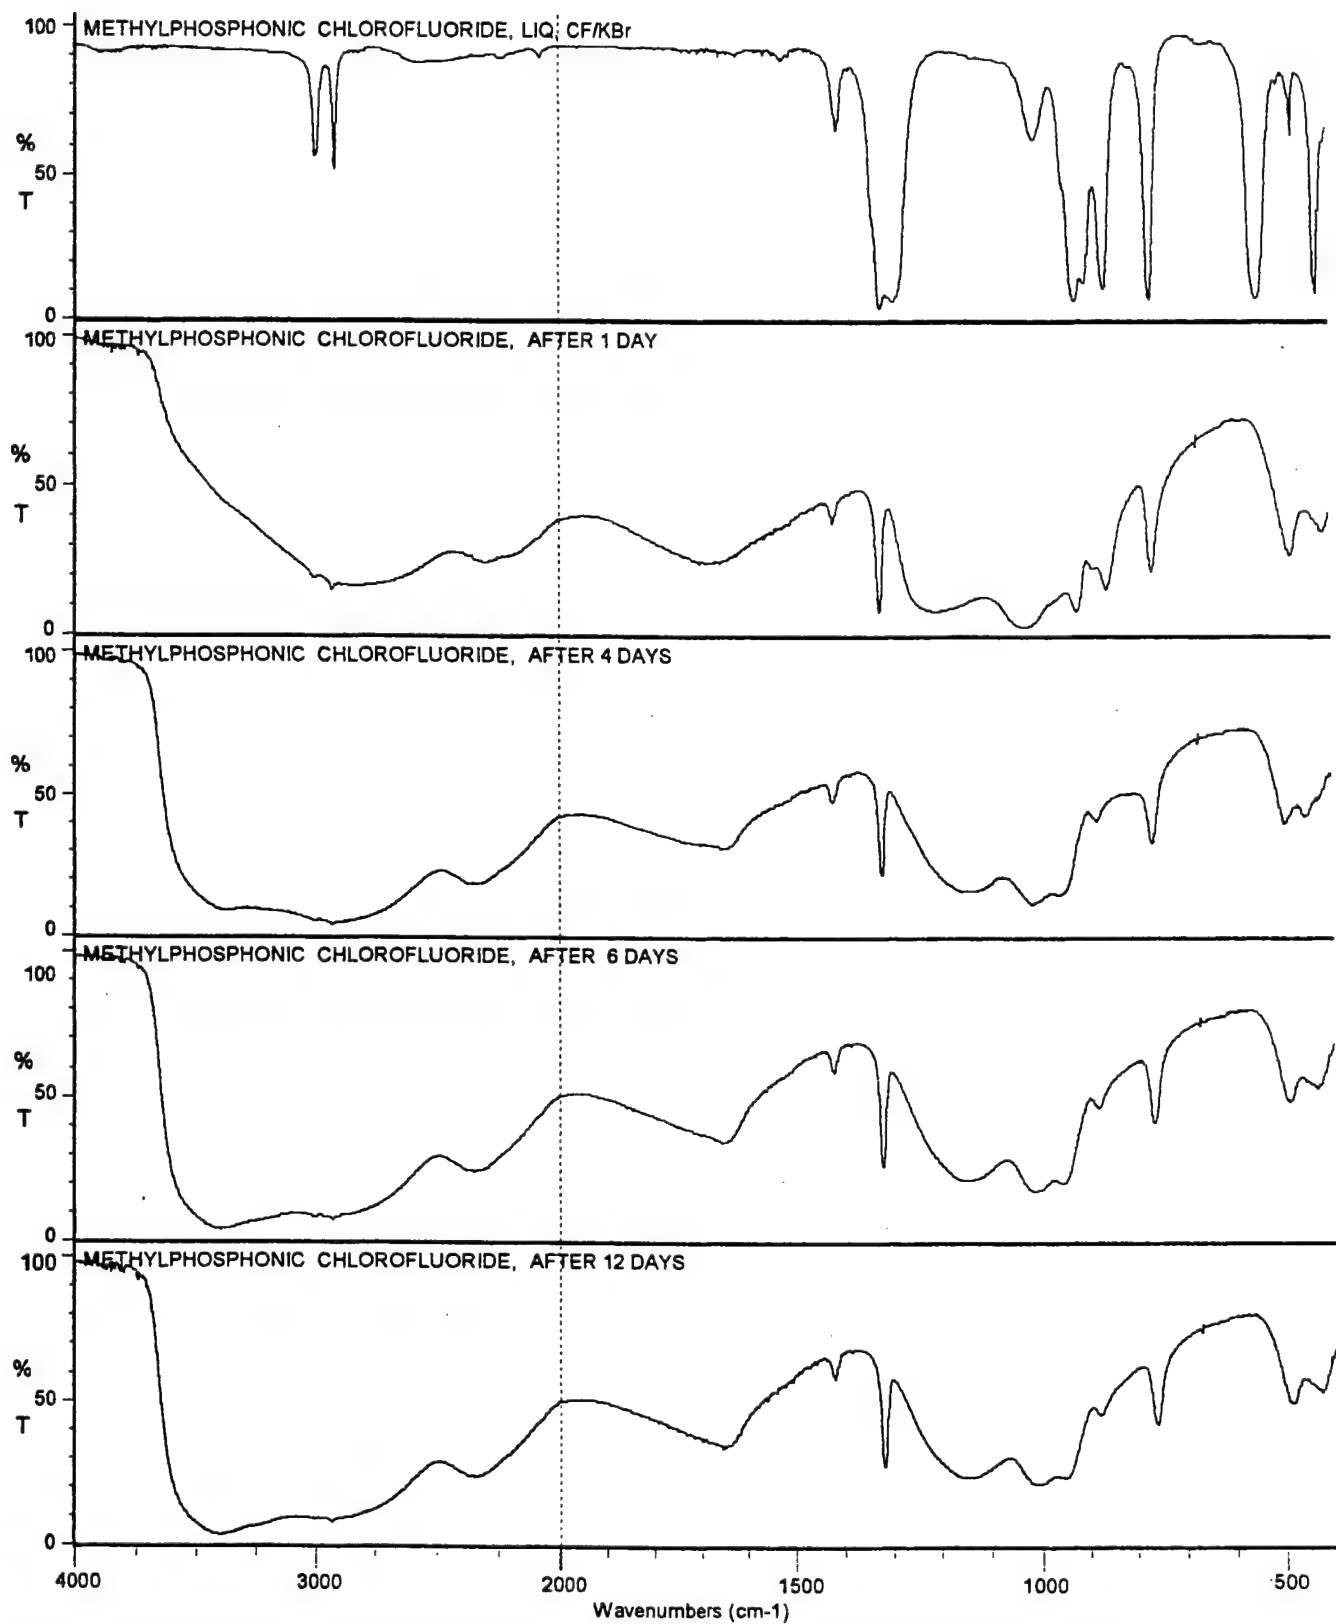 METHYLPHOSPHONIC CHLOROFLUORIDE, LIQ, CF/KBr
100
%
50
T
0
METHYLPHOSPHONIC CHLOROFLUORIDE, AFTER 1 DAY
100
%
50
T
0
METHYLPHOSPHONIC CHLOROFLUORIDE, AFTER 4 DAYS
100
%
50
T
0
METHYLPHOSPHONIC CHLOROFLUORIDE, AFTER 6 DAYS
100
%
50
T
0
METHYLPHOSPHONIC CHLOROFLUORIDE, AFTER 12 DAYS
100
%
50
T
0
4000 3000 2000 1500 1000 500
Wavenumbers (cm-1)